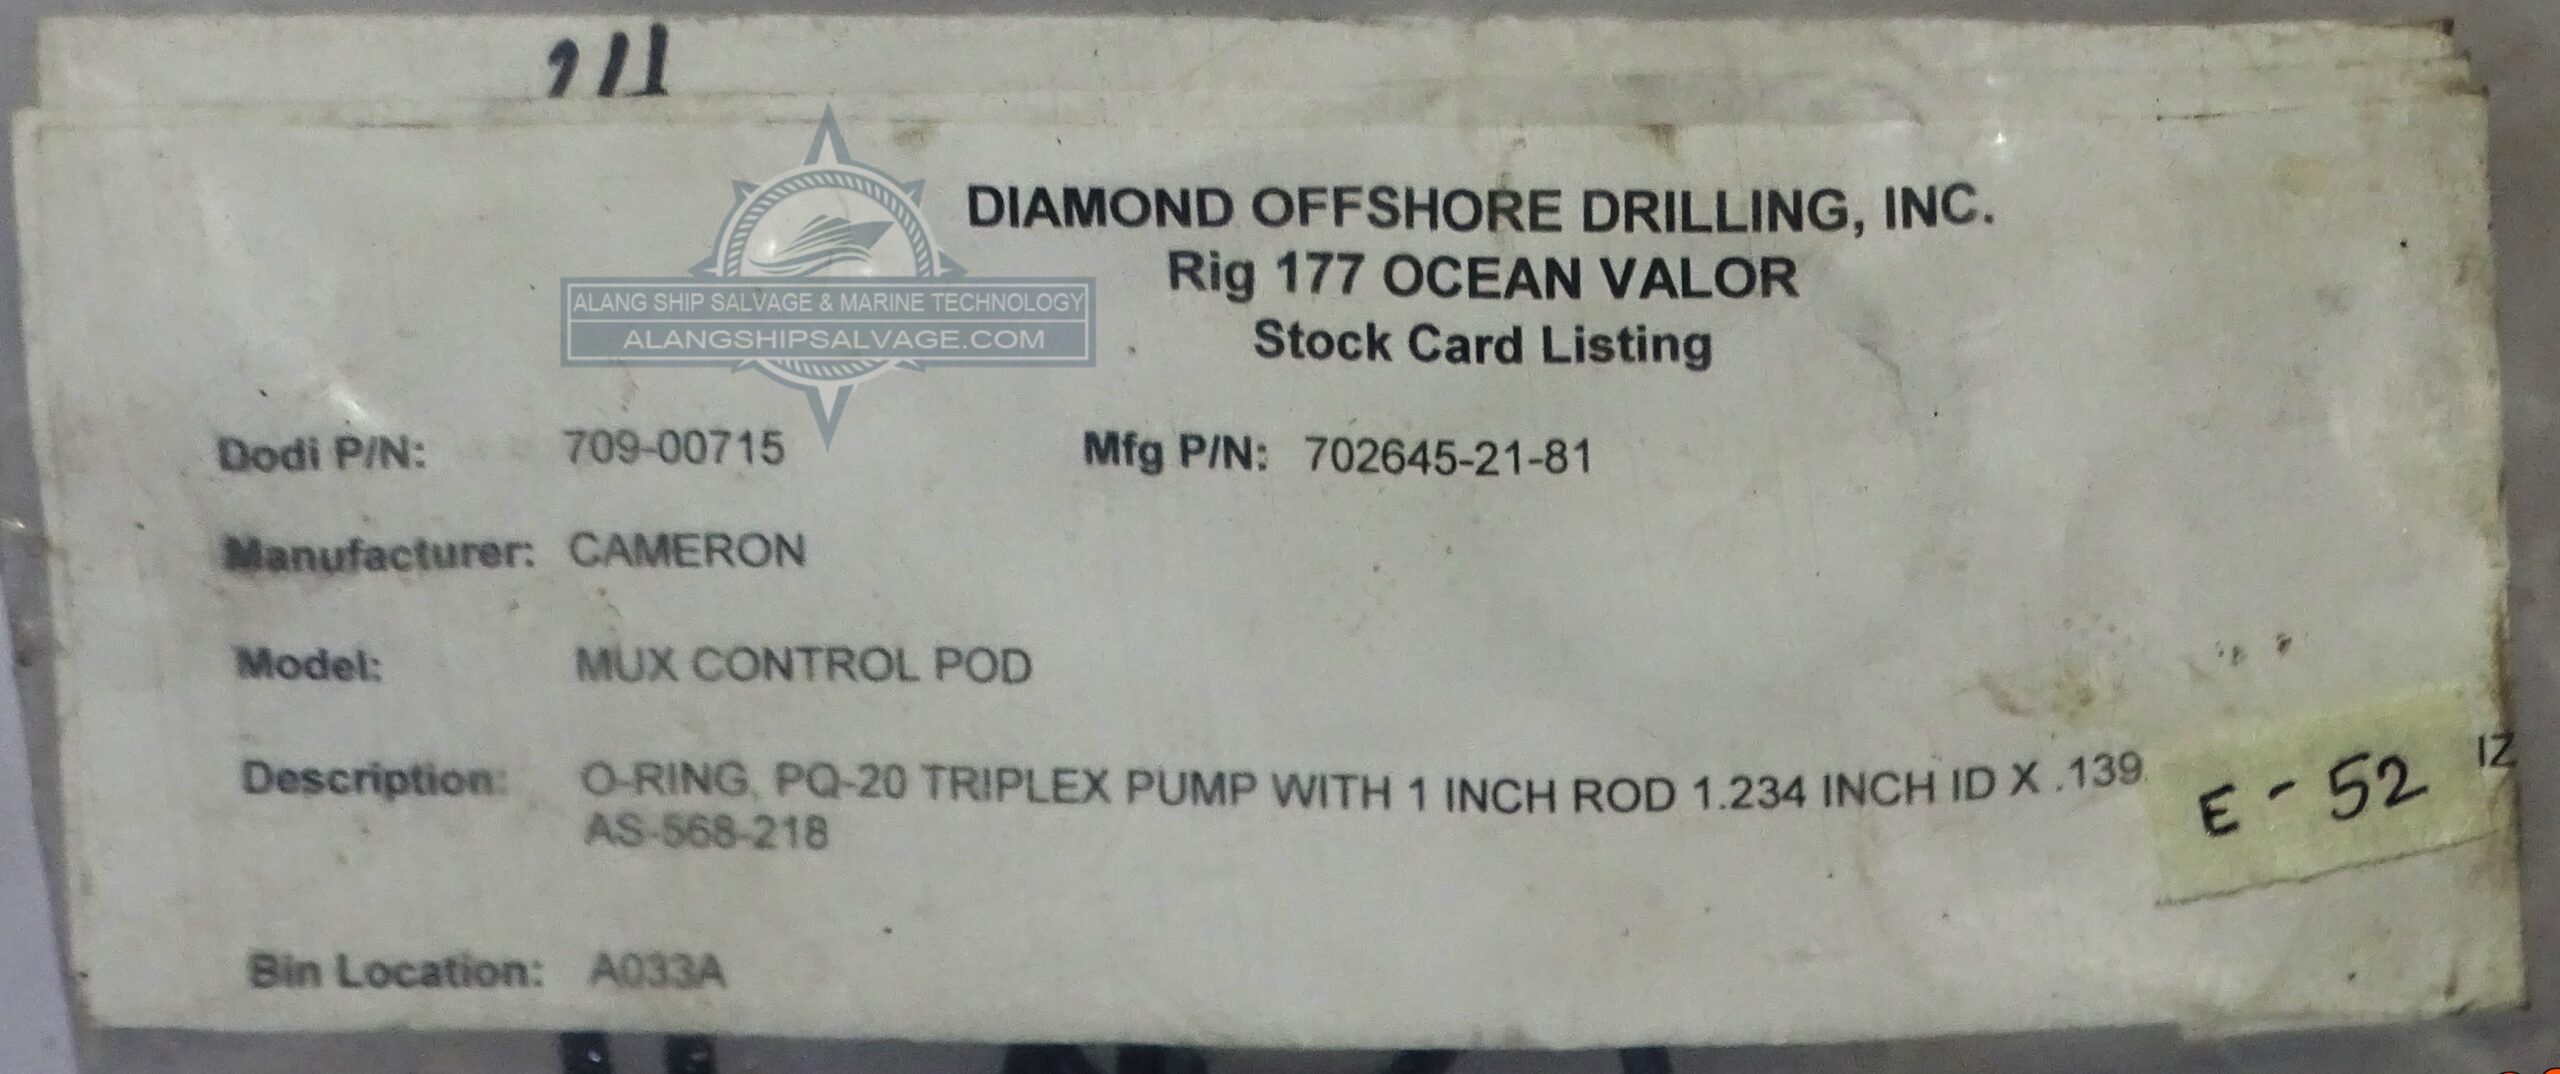 DIAMOND OFFSHORE DRILLING, INC.
Rig 177 OCEAN VALOR
Stock Card Listing
ALANG SHIP SALVAGE & MARINE TECHNOLOGY
ALANGSHIPSALVAGE.COM
Dodi P/N: 709-00715 Mfg P/N: 702645-21-81
Manufacturer: CAMERON
Model: MUX CONTROL POD
Description: O-RING, PQ-20 TRIPLEX PUMP WITH 1 INCH ROD 1.234 INCH ID X .139
AS-568-218
E - 52
Bin Location: A033A